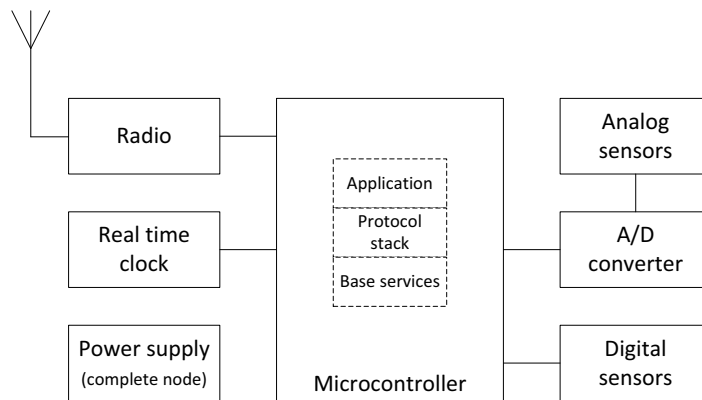 Radio
Real time
clock
Power supply
(complete node)
Application
Protocol
stack
Base services
Microcontroller
Analog
sensors
A/D
converter
Digital
sensors